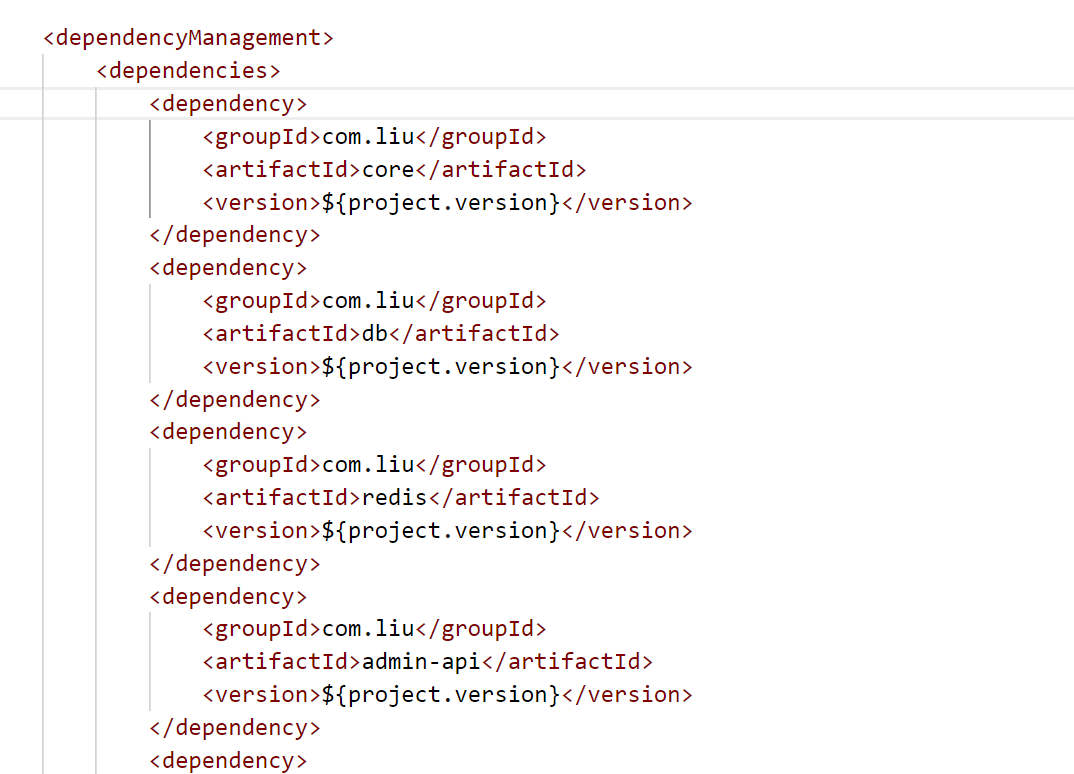 <dependencyManagement>
<dependencies>
<dependency>
<groupId>com.liu</groupId>
<artifactId>core</artifactId>
<version>${project.version}</version>
</dependency>
<dependency>
<groupId>com.liu</groupId>
<artifactId>db</artifactId>
<version>${project.version}</version>
</dependency>
<dependency>
<groupId>com.liu</groupId>
<artifactId>redis</artifactId>
<version>${project.version}</version>
</dependency>
<dependency>
<groupId>com.liu</groupId>
<artifactId>admin-api</artifactId>
<version>${project.version}</version>
</dependency>
<dependency>